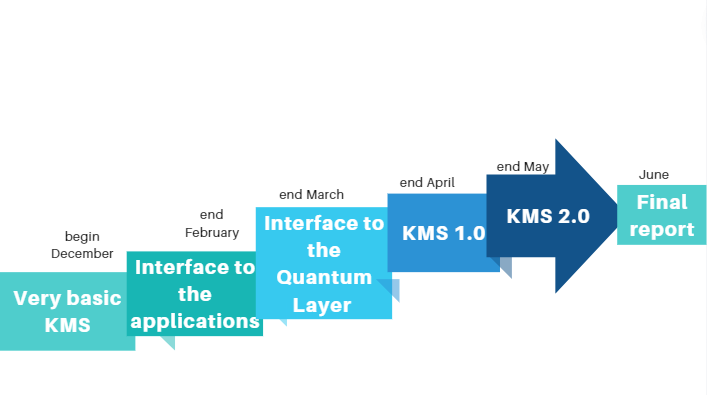 begin
December
Very basic
KMS
end
February
Interface to
the
applications
end March
Interface to
the
Quantum
Layer
end April
KMS 1.0
end May
KMS 2.0
June
Final
report